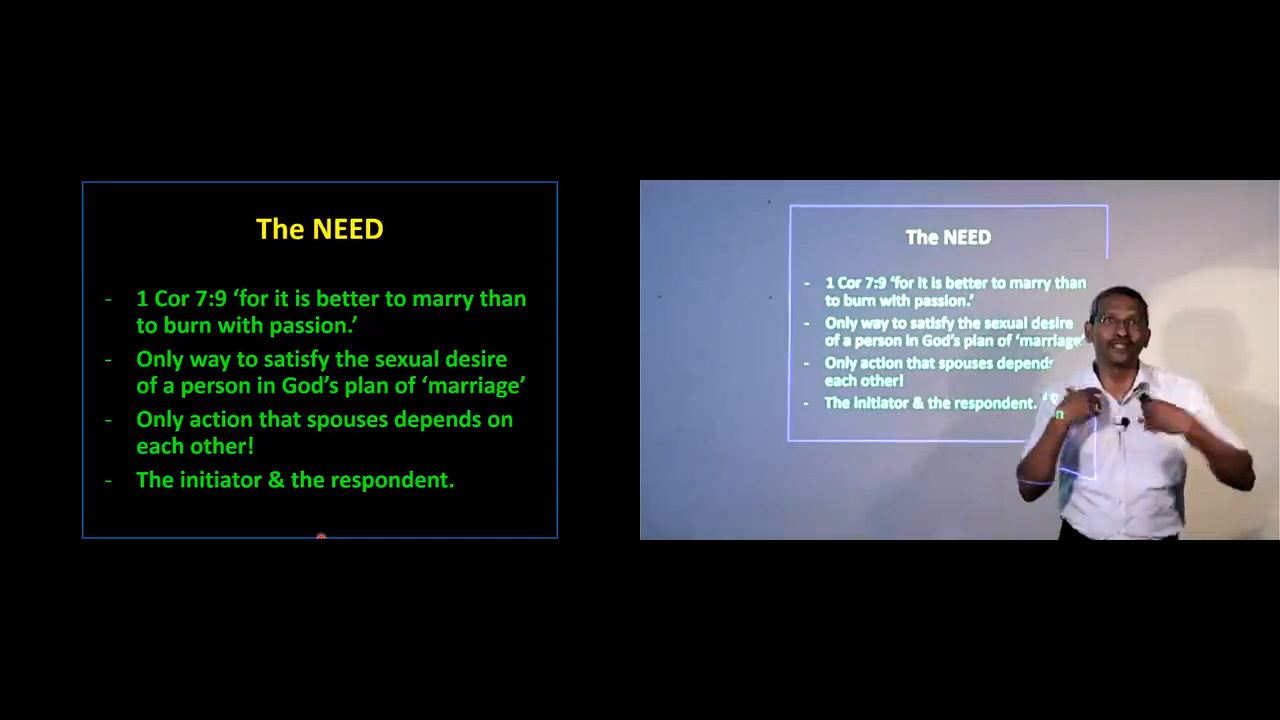 The NEED
- 1 Cor 7:9 ‘for it is better to marry than
to burn with passion.’
- Only way to satisfy the sexual desire
of a person in God’s plan of ‘marriage’
- Only action that spouses depends on
each other!
- The initiator & the respondent.
The NEED
- 1 Cor 7:9 ‘for it is better to marry than
to burn with passion.’
- Only way to satisfy the sexual desire
of a person in God’s plan of ‘marriage’
- Only action that spouses depends
each other!
- The initiator & the respondent.